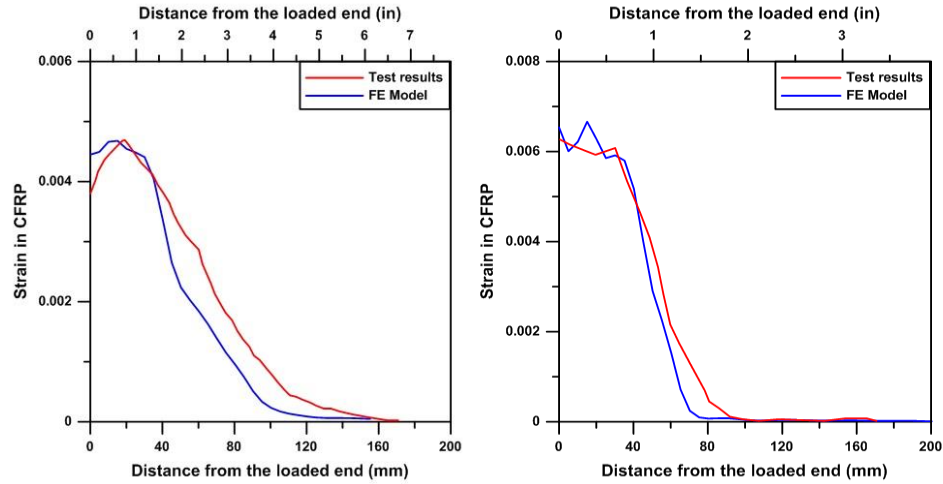 Distance from the loaded end (in)
0 1 2 3 4 5 6 7
0.006
0.004
0.002
0
Strain in CFRP
Test results
FE Model
0 40 80 120 160 200
Distance from the loaded end (mm)
Distance from the loaded end (in)
0 1 2 3
0.008
0.006
0.004
0.002
0
Strain in CFRP
Test results
FE Model
0 40 80 120 160 200
Distance from the loaded end (mm)